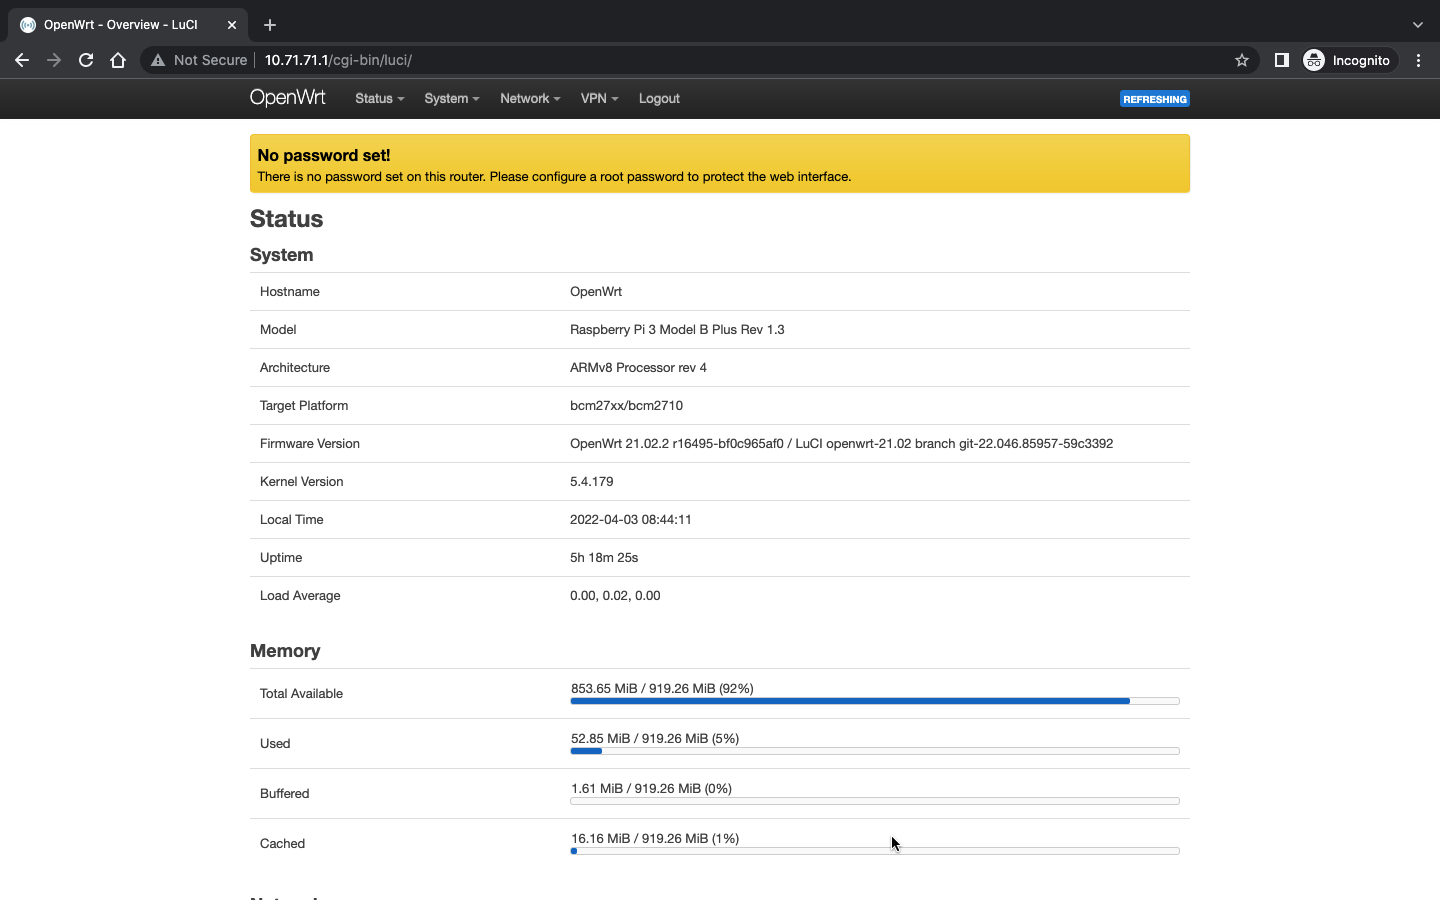 OpenWrt - Overview - LuCI
Not Secure 10.71.71.1/cgi-bin/luci/
Incognito
OpenWrt Status System Network VPN Logout REFRESHING
No password set!
There is no password set on this router. Please configure a root password to protect the web interface.
Status
System
Hostname OpenWrt
Model Raspberry Pi 3 Model B Plus Rev 1.3
Architecture ARMv8 Processor rev 4
Target Platform bcm27xx/bcm2710
Firmware Version OpenWrt 21.02.2 r16495-bf0c965af0 / LuCI openwrt-21.02 branch git-22.046.85957-59c3392
Kernel Version 5.4.179
Local Time 2022-04-03 08:44:11
Uptime 5h 18m 25s
Load Average 0.00, 0.02, 0.00
Memory
Total Available 853.65 MiB / 919.26 MiB (92%)
Used 52.85 MiB / 919.26 MiB (5%)
Buffered 1.61 MiB / 919.26 MiB (0%)
Cached 16.16 MiB / 919.26 MiB (1%)